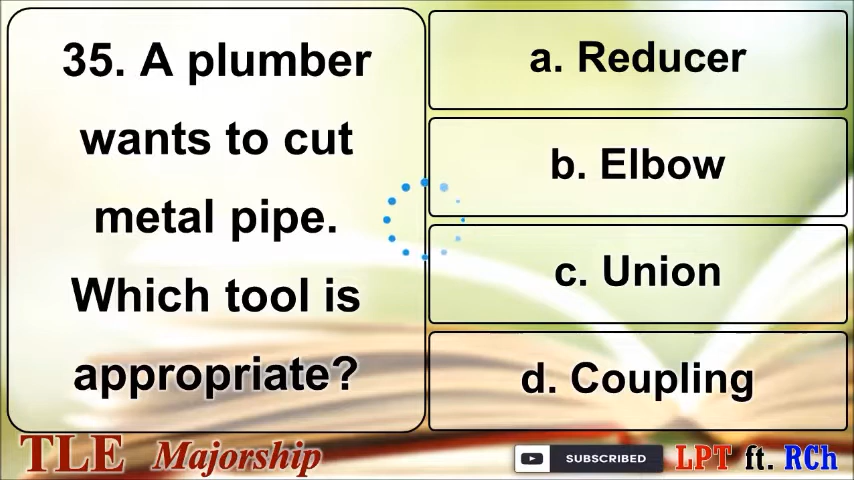 35. A plumber
wants to cut
metal pipe.
Which tool is
appropriate?
a. Reducer
b. Elbow
c. Union
d. Coupling
TLE Majorship
SUBSCRIBED
LPT ft. RCh